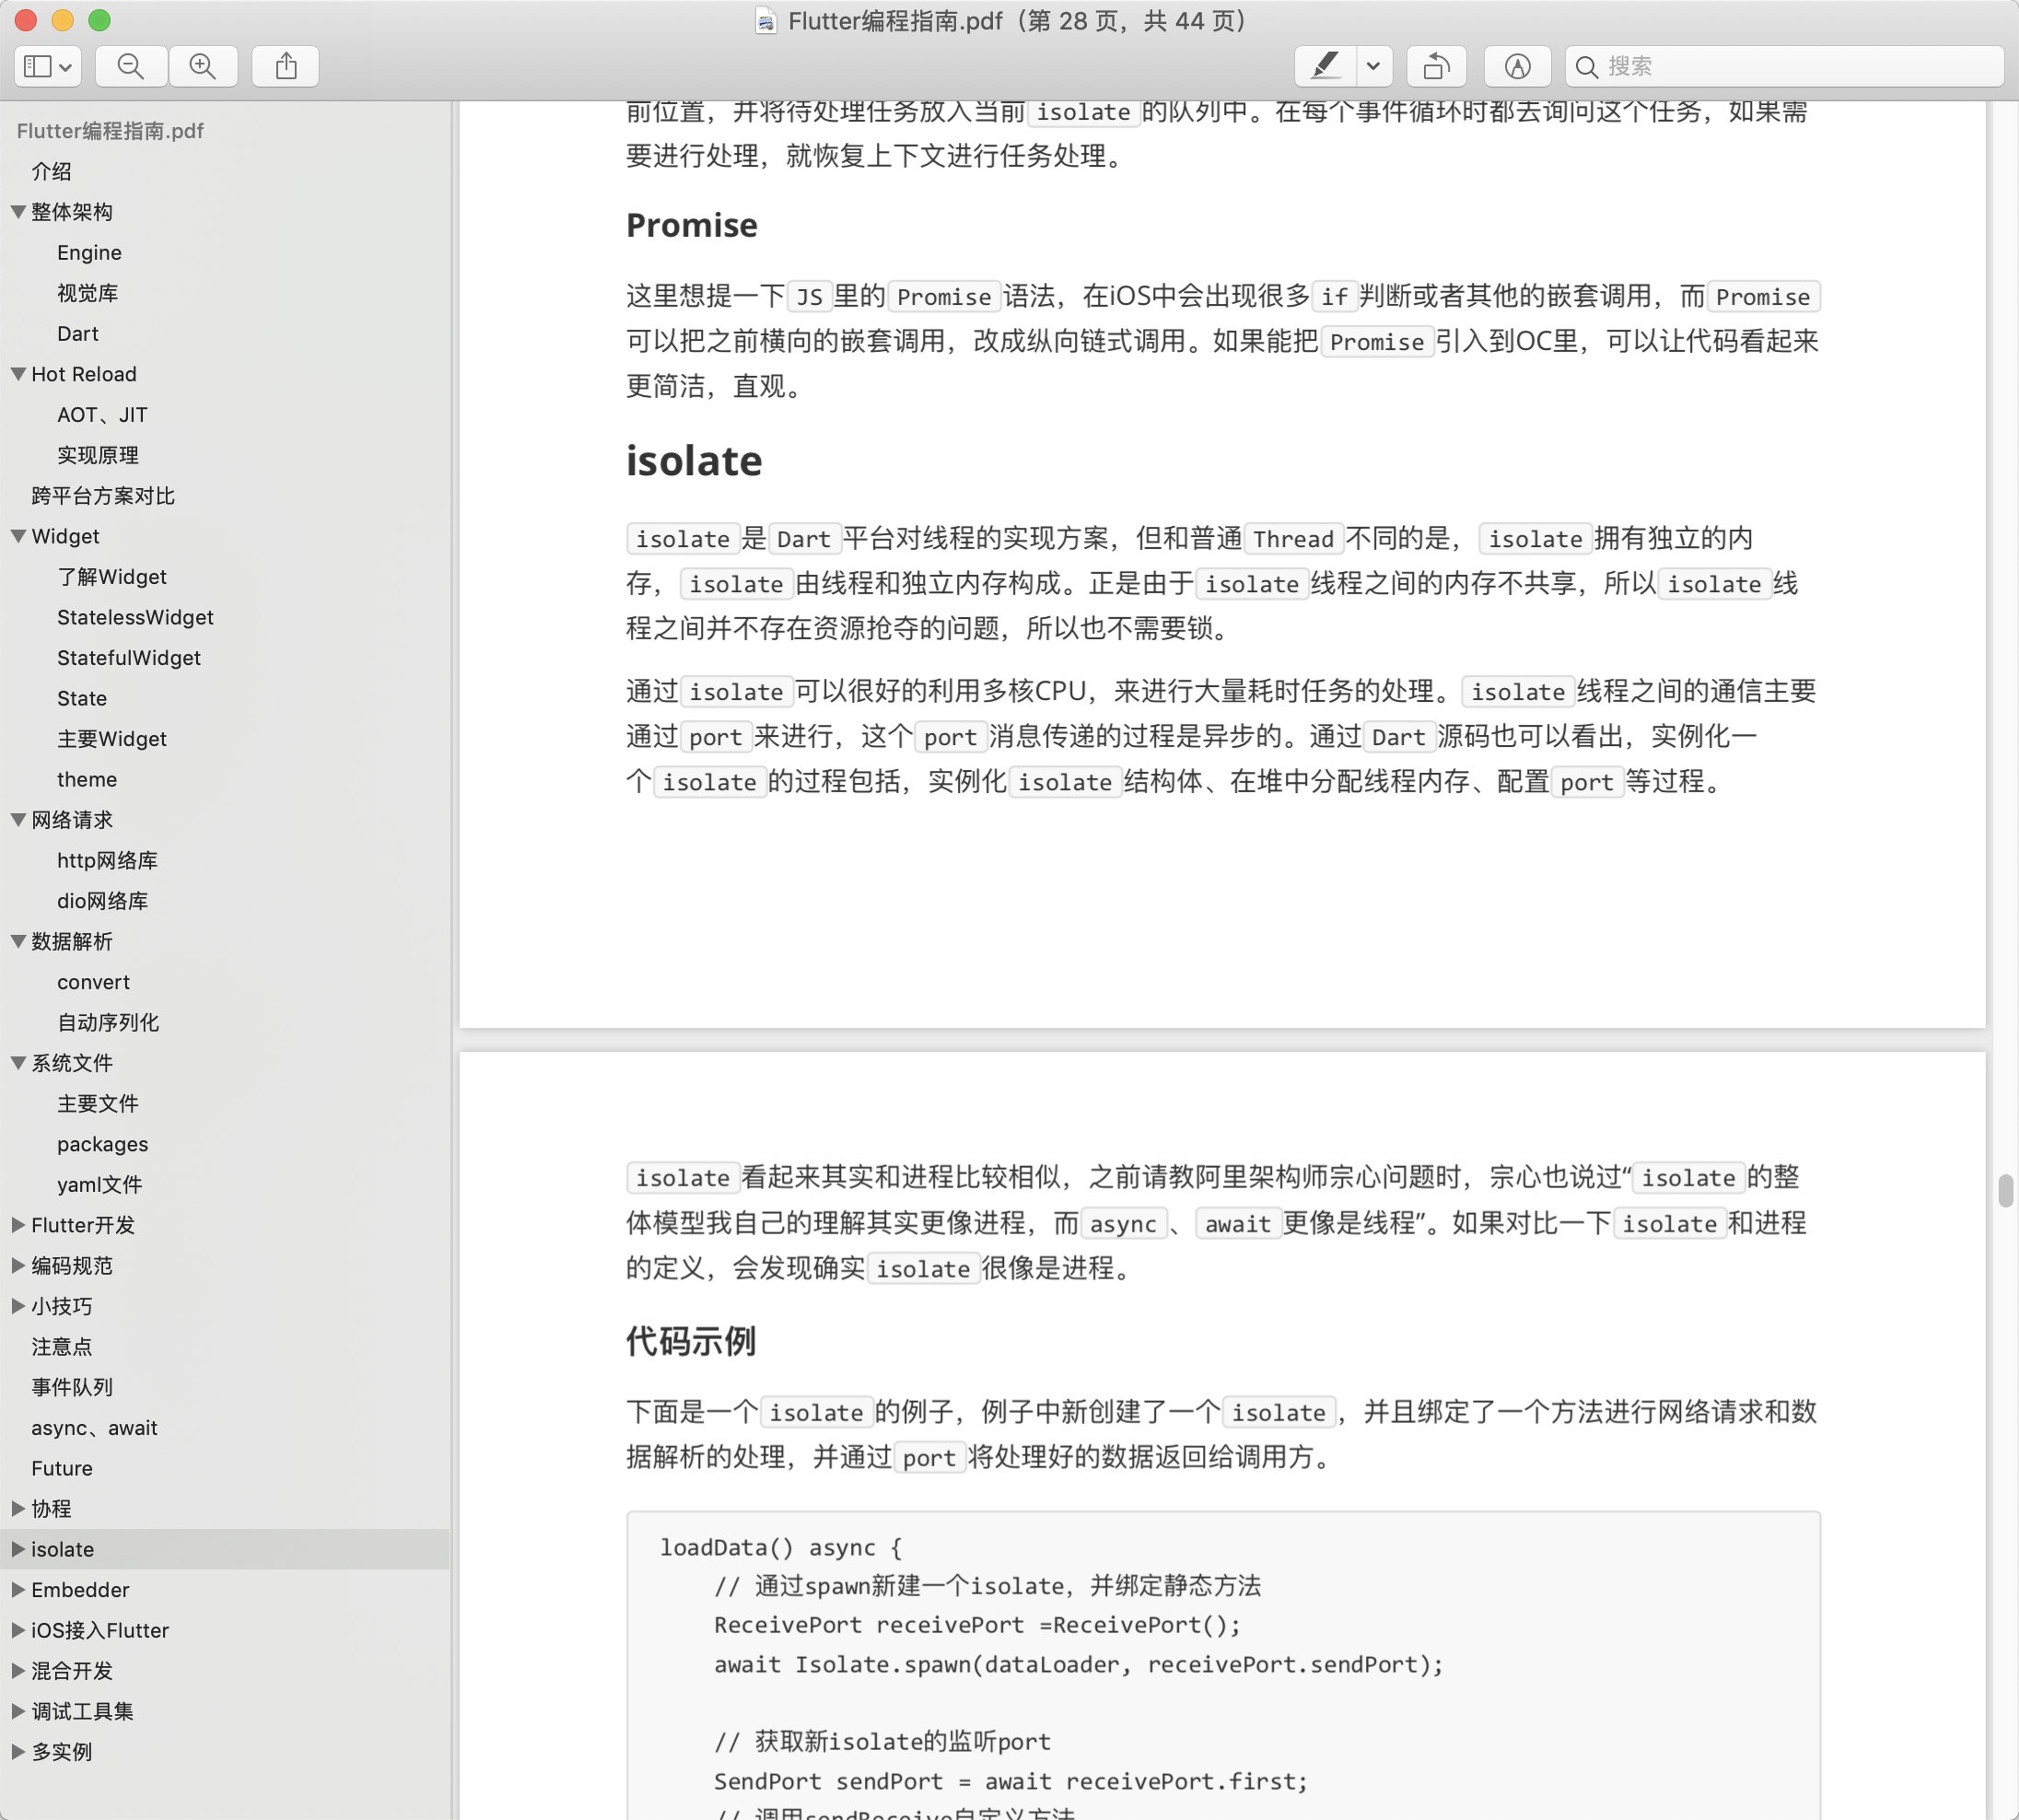 Flutter编程指南.pdf（第 28 页，共 44 页）
搜索
Flutter编程指南.pdf
介绍
整体架构
Engine
视觉库
Dart
Hot Reload
AOT、JIT
实现原理
跨平台方案对比
Widget
了解Widget
StatelessWidget
StatefulWidget
State
主要Widget
theme
网络请求
http网络库
dio网络库
数据解析
convert
自动序列化
系统文件
主要文件
packages
yaml文件
Flutter开发
编码规范
小技巧
注意点
事件队列
async、await
Future
协程
isolate
Embedder
iOS接入Flutter
混合开发
调试工具集
多实例
前位置，并将待处理任务放入当前 isolate 的队列中。在每个事件循环时都去询问这个任务，如果需
要进行处理，就恢复上下文进行任务处理。
Promise
这里想提一下 JS 里的 Promise 语法，在iOS中会出现很多 if 判断或者其他的嵌套调用，而 Promise
可以把之前横向的嵌套调用，改成纵向链式调用。如果能把 Promise 引入到OC里，可以让代码看起来
更简洁，直观。
isolate
isolate 是 Dart 平台对线程的实现方案，但和普通 Thread 不同的是， isolate 拥有独立的内
存， isolate 由线程和独立内存构成。正是由于 isolate 线程之间的内存不共享，所以 isolate 线
程之间并不存在资源抢夺的问题，所以也不需要锁。
通过 isolate 可以很好的利用多核CPU，来进行大量耗时任务的处理。 isolate 线程之间的通信主要
通过 port 来进行，这个 port 消息传递的过程是异步的。通过 Dart 源码也可以看出，实例化一
个 isolate 的过程包括，实例化 isolate 结构体、在堆中分配线程内存、配置 port 等过程。
isolate 看起来其实和进程比较相似，之前请教阿里架构师宗心问题时，宗心也说过“ isolate 的整
体模型我自己的理解其实更像进程，而 async 、 await 更像是线程”。如果对比一下 isolate 和进程
的定义，会发现确实 isolate 很像是进程。
代码示例
下面是一个 isolate 的例子，例子中新创建了一个 isolate ，并且绑定了一个方法进行网络请求和数
据解析的处理，并通过 port 将处理好的数据返回给调用方。
loadData() async {
// 通过spawn新建一个isolate，并绑定静态方法
ReceivePort receivePort =ReceivePort();
await Isolate.spawn(dataLoader, receivePort.sendPort);
// 获取新isolate的监听port
SendPort sendPort = await receivePort.first;
// 调用sendReceive自定义方法